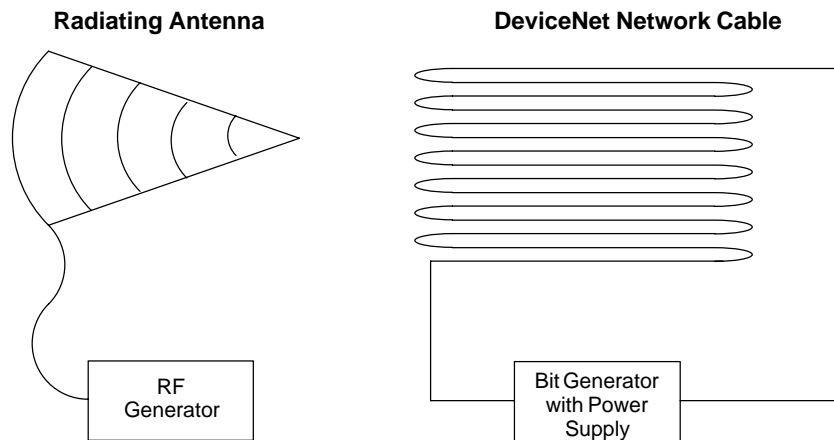 Radiating Antenna
DeviceNet Network Cable
RF
Generator
Bit Generator
with Power
Supply